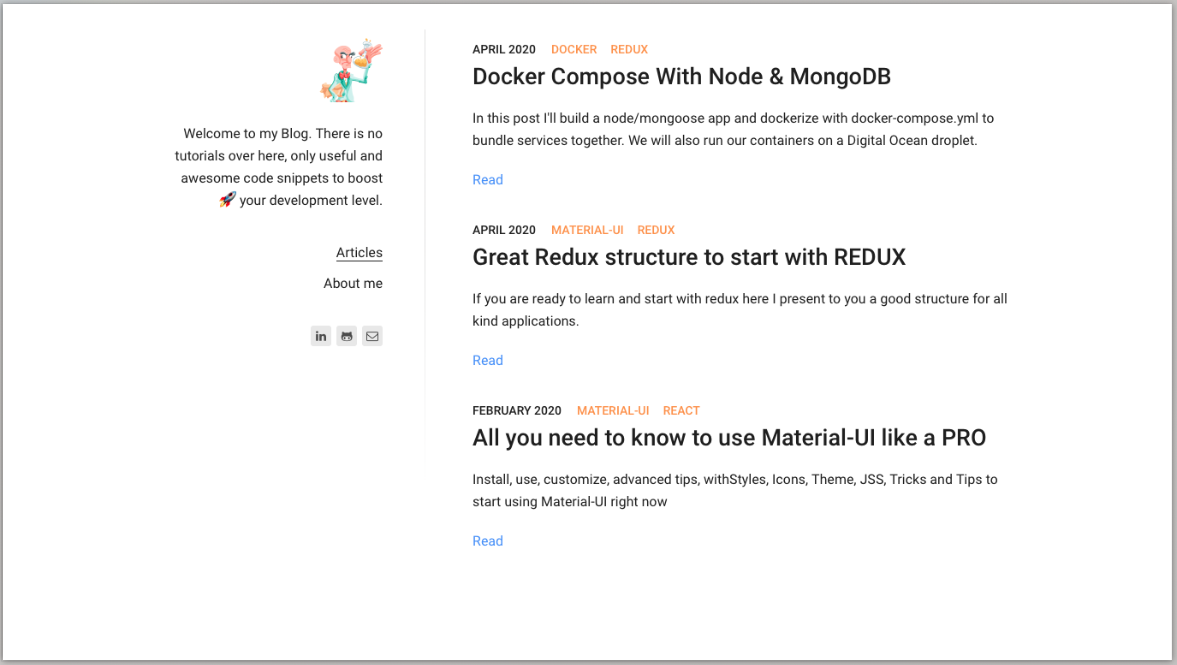 Welcome to my Blog. There is no
tutorials over here, only useful and
awesome code snippets to boost
🚀 your development level.
Articles
About me
in
APRIL 2020 DOCKER REDUX
Docker Compose With Node & MongoDB
In this post I'll build a node/mongoose app and dockerize with docker-compose.yml to
bundle services together. We will also run our containers on a Digital Ocean droplet.
Read
APRIL 2020 MATERIAL-UI REDUX
Great Redux structure to start with REDUX
If you are ready to learn and start with redux here I present to you a good structure for all
kind applications.
Read
FEBRUARY 2020 MATERIAL-UI REACT
All you need to know to use Material-UI like a PRO
Install, use, customize, advanced tips, withStyles, Icons, Theme, JSS, Tricks and Tips to
start using Material-UI right now
Read